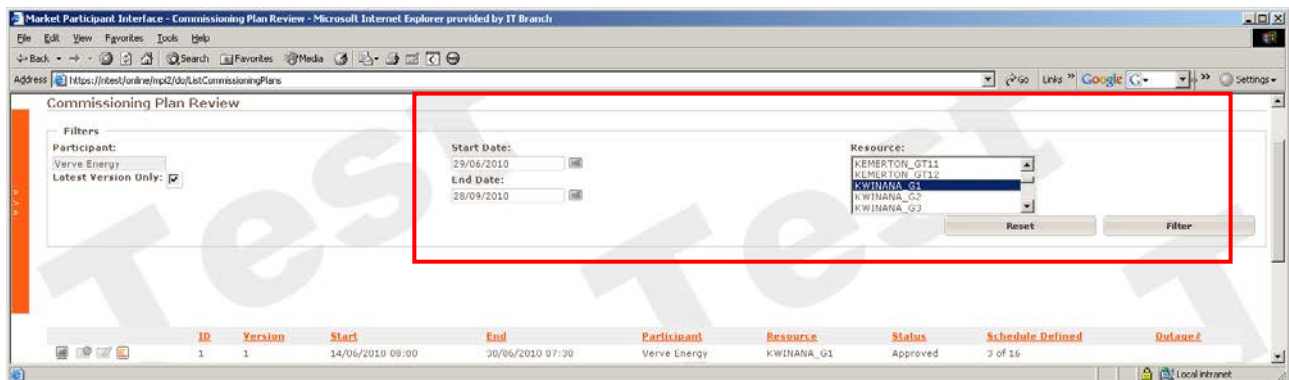 Market Participant Interface - Commissioning Plan Review - Microsoft Internet Explorer provided by IT Branch
File Edit View Favorites Tools Help
Back Search Favorites Media
Address https://ntest/online/mpi2/do/ListCommissioningPlans Go Links » Google G Settings
Commissioning Plan Review
Filters
Participant: Start Date: Resource:
Verve Energy 29/06/2010 KEMERTON_GT11
KEMERTON_GT12
Latest Version Only: End Date: KWINANA_G1
28/09/2010 KWINANA_G2
KWINANA_G3
Reset Filter
Test Test T
ID Version Start End Participant Resource Status Schedule Defined Outage?
1 1 14/06/2010 08:00 30/06/2010 07:30 Verve Energy KWINANA_G1 Approved 3 of 16
Local intranet